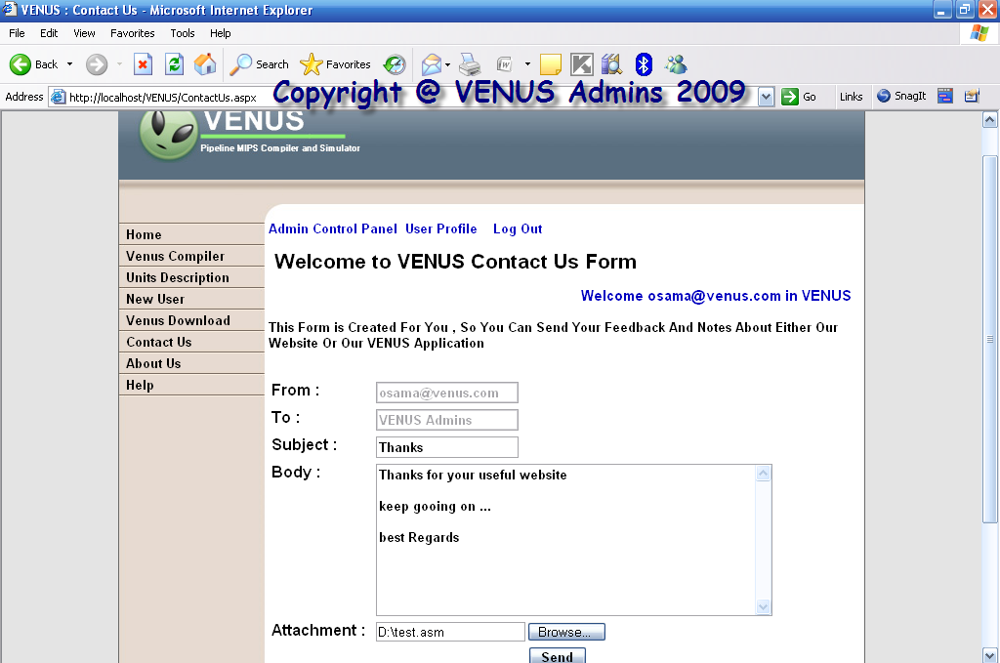 VENUS : Contact Us - Microsoft Internet Explorer
File Edit View Favorites Tools Help
Back Search Favorites
Address http://localhost/VENUS/ContactUs.aspx Go Links SnagIt
Copyright @ VENUS Admins 2009
VENUS
Pipeline MIPS Compiler and Simulator
Admin Control Panel User Profile Log Out
Home
Venus Compiler
Units Description
New User
Venus Download
Contact Us
About Us
Help
Welcome to VENUS Contact Us Form
Welcome osama@venus.com in VENUS
This Form is Created For You , So You Can Send Your Feedback And Notes About Either Our
Website Or Our VENUS Application
From : osama@venus.com
To : VENUS Admins
Subject : Thanks
Body : Thanks for your useful website
keep gooing on ...
best Regards
Attachment : D:\test.asm Browse...
Send